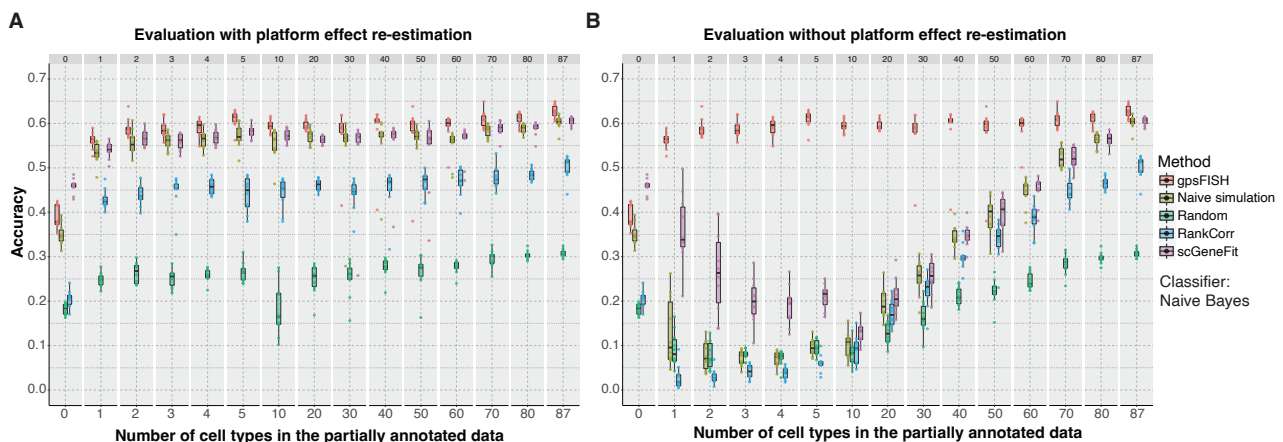 A
Evaluation with platform effect re-estimation
0 1 2 3 4 5 10 20 30 40 50 60 70 80 87
0.7
0.6
0.5
0.4
0.3
0.2
0.1
0.0
Accuracy
0 1 2 3 4 5 10 20 30 40 50 60 70 80 87
Number of cell types in the partially annotated data
B
Evaluation without platform effect re-estimation
0 1 2 3 4 5 10 20 30 40 50 60 70 80 87
0.7
0.6
0.5
0.4
0.3
0.2
0.1
0.0
0 1 2 3 4 5 10 20 30 40 50 60 70 80 87
Number of cell types in the partially annotated data
Method
gpsFISH
Naive simulation
Random
RankCorr
scGeneFit
Classifier:
Naive Bayes